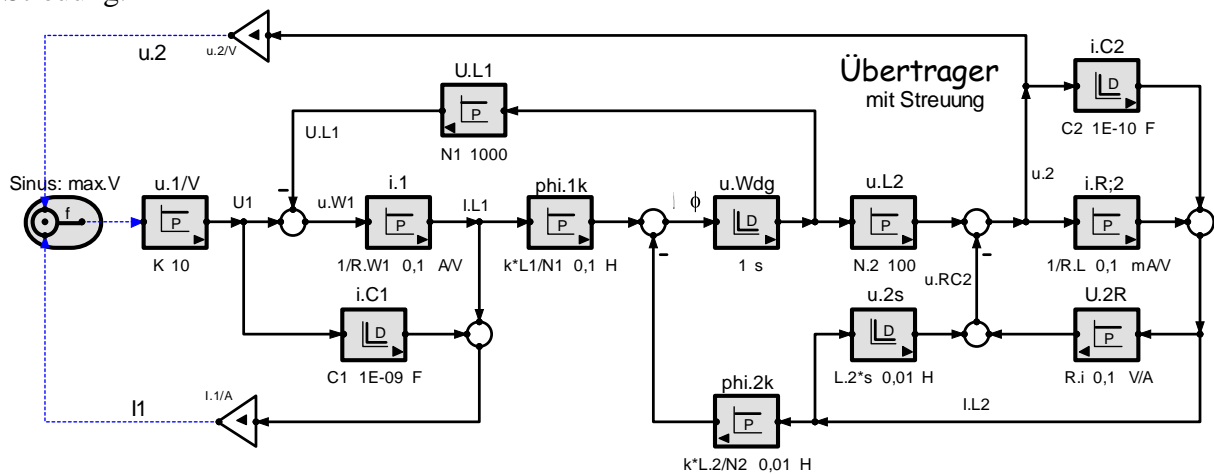 u.2
u.2/V
U.L1
P
N1 1000
U.L1
Übertrager
mit Streuung
i.C2
D
C2 1E-10 F
Sinus: max.V
f
u.1/V
P
K 10
U1
u.W1
i.1
P
1/R.W1 0,1 A/V
I.L1
phi.1k
P
k*L1/N1 0,1 H
ϕ
u.Wdg
D
1 s
u.L2
P
N.2 100
u.2
i.R;2
P
1/R.L 0,1 mA/V
u.RC2
i.C1
D
C1 1E-09 F
u.2s
D
L.2*s 0,01 H
U.2R
P
R.i 0,1 V/A
I1
I.1/A
phi.2k
P
k*L.2/N2 0,01 H
I.L2